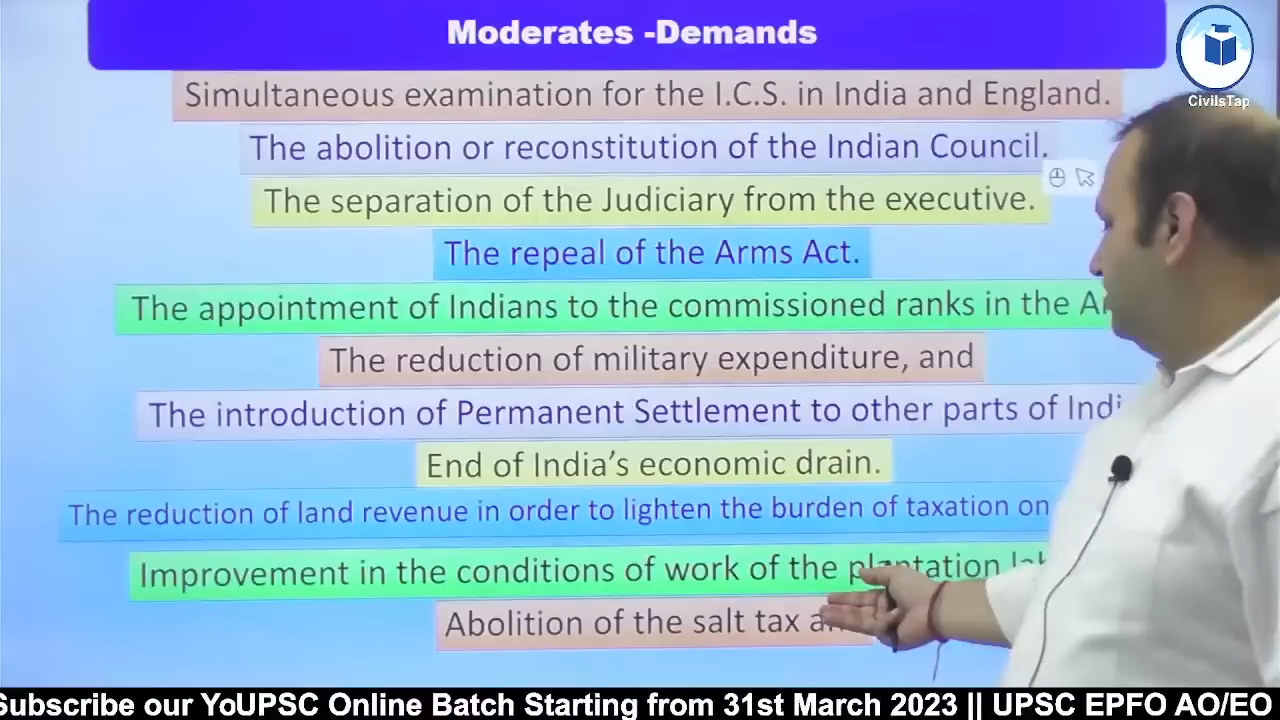 Moderates -Demands
CivilsTap
Simultaneous examination for the I.C.S. in India and England.
The abolition or reconstitution of the Indian Council.
The separation of the Judiciary from the executive.
The repeal of the Arms Act.
The appointment of Indians to the commissioned ranks in the
The reduction of military expenditure, and
The introduction of Permanent Settlement to other parts of
End of India’s economic drain.
The reduction of land revenue in order to lighten the burden of taxation on
Improvement in the conditions of work of the plantation
Abolition of the salt tax
Subscribe our YoUPSC Online Batch Starting from 31st March 2023 || UPSC EPFO AO/EO